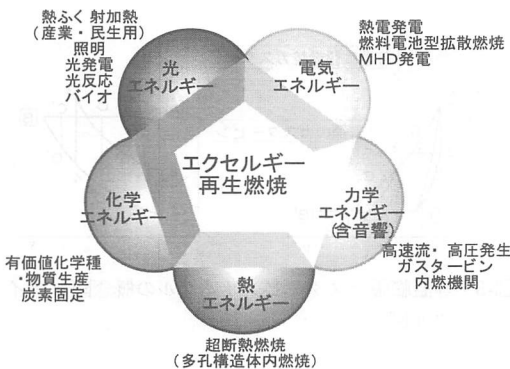 熱ふく射加熱
(産業・民生用)
照明
光発電
光反応
バイオ
光
エネルギー
電気
エネルギー
熱電発電
燃料電池型拡散燃焼
MHD発電
エクセルギー
再生燃焼
化学
エネルギー
力学
エネルギー
(含音響)
有価値化学種
・物質生産
炭素固定
高速流・高圧発生
ガスタービン
内燃機関
熱
エネルギー
超断熱燃焼
(多孔構造体内燃焼)